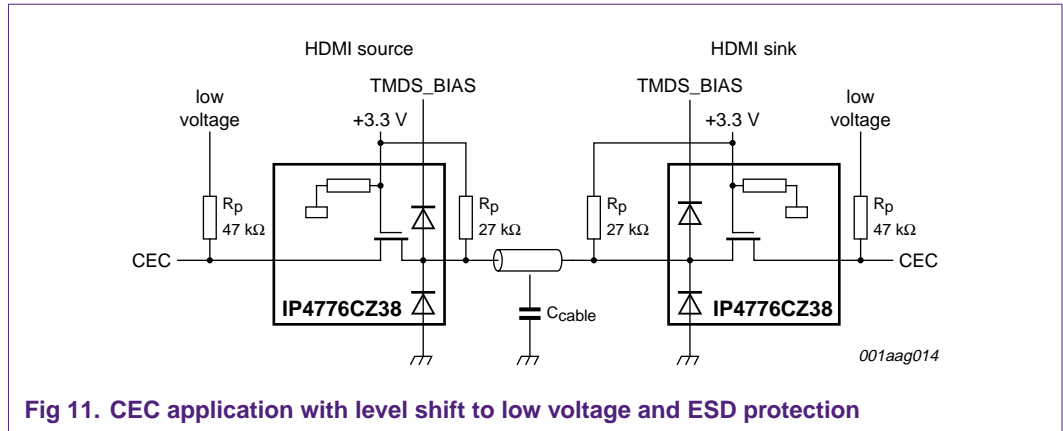 HDMI source
HDMI sink
TMDS_BIAS
TMDS_BIAS
low
voltage
+3.3 V
+3.3 V
low
voltage
Rp
47 kΩ
Rp
27 kΩ
Rp
27 kΩ
Rp
47 kΩ
CEC
CEC
IP4776CZ38
Ccable
IP4776CZ38
001aag014
Fig 11. CEC application with level shift to low voltage and ESD protection